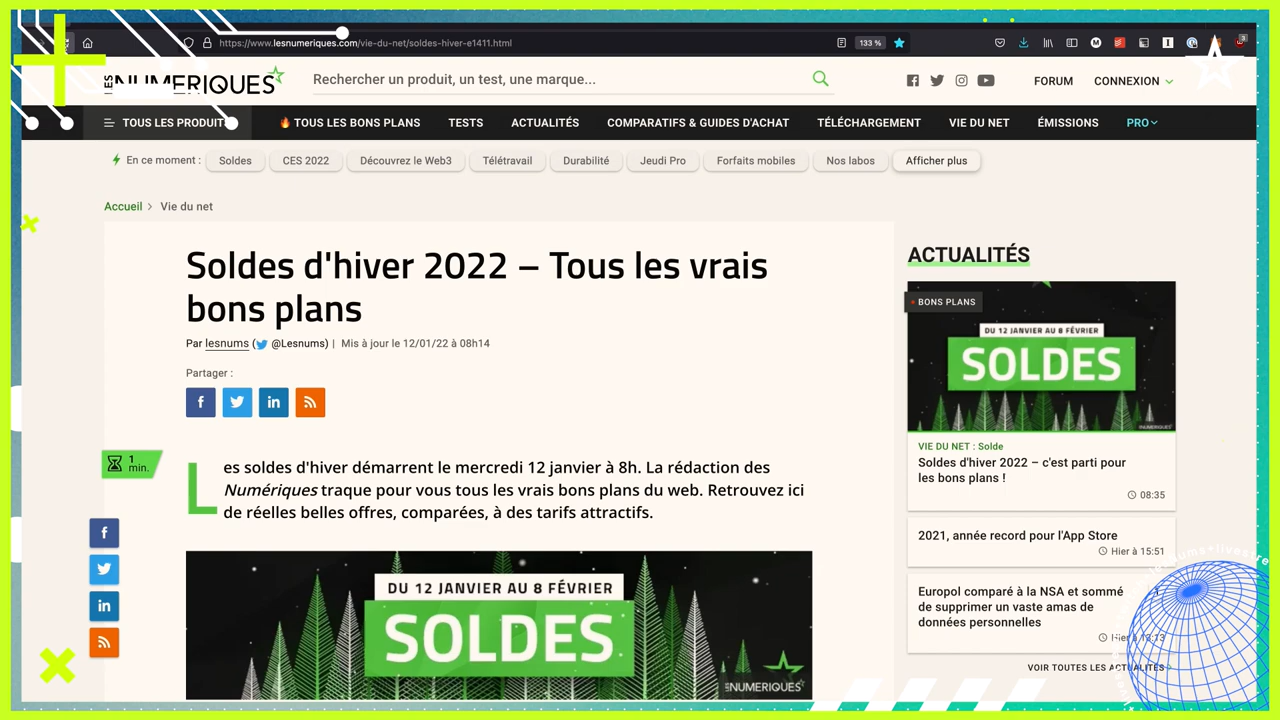 https://www.lesnumeriques.com/vie-du-net/soldes-hiver-e1411.html
133 %
3
LES NUMERIQUES
Rechercher un produit, un test, une marque...
FORUM
CONNEXION
TOUS LES PRODUIT
TOUS LES BONS PLANS
TESTS
ACTUALITÉS
COMPARATIFS & GUIDES D'ACHAT
TÉLÉCHARGEMENT
VIE DU NET
ÉMISSIONS
PRO
En ce moment :
Soldes
CES 2022
Découvrez le Web3
Télétravail
Durabilité
Jeudi Pro
Forfaits mobiles
Nos labos
Afficher plus
Accueil
Vie du net
Soldes d'hiver 2022 – Tous les vrais
bons plans
Par lesnums (@Lesnums) | Mis à jour le 12/01/22 à 08h14
Partager :
1
min.
Les soldes d'hiver démarrent le mercredi 12 janvier à 8h. La rédaction des
Numériques traque pour vous tous les vrais bons plans du web. Retrouvez ici
de réelles belles offres, comparées, à des tarifs attractifs.
DU 12 JANVIER AU 8 FÉVRIER
SOLDES
LES NUMERIQUES
ACTUALITÉS
BONS PLANS
DU 12 JANVIER AU 8 FÉVRIER
SOLDES
NUMERIQUES
VIE DU NET : Solde
Soldes d'hiver 2022 – c'est parti pour
les bons plans !
08:35
2021, année record pour l'App Store
Hier à 15:51
Europol comparé à la NSA et sommé
de supprimer un vaste amas de
données personnelles
Hier à 13:13
VOIR TOUTES LES ACTUALITÉS